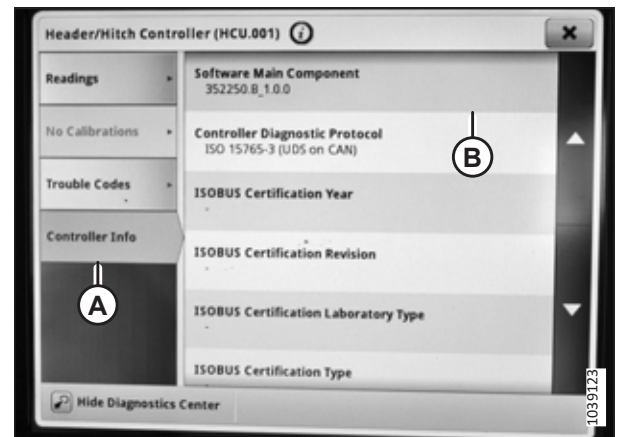 Header/Hitch Controller (HCU.001)
Readings
No Calibrations
Trouble Codes
Controller Info
A
Software Main Component
352250.B_1.0.0
Controller Diagnostic Protocol
ISO 15765-3 (UDS on CAN)
B
ISOBUS Certification Year
-
ISOBUS Certification Revision
- -
ISOBUS Certification Laboratory Type
-
ISOBUS Certification Type
Hide Diagnostics Center
1039123